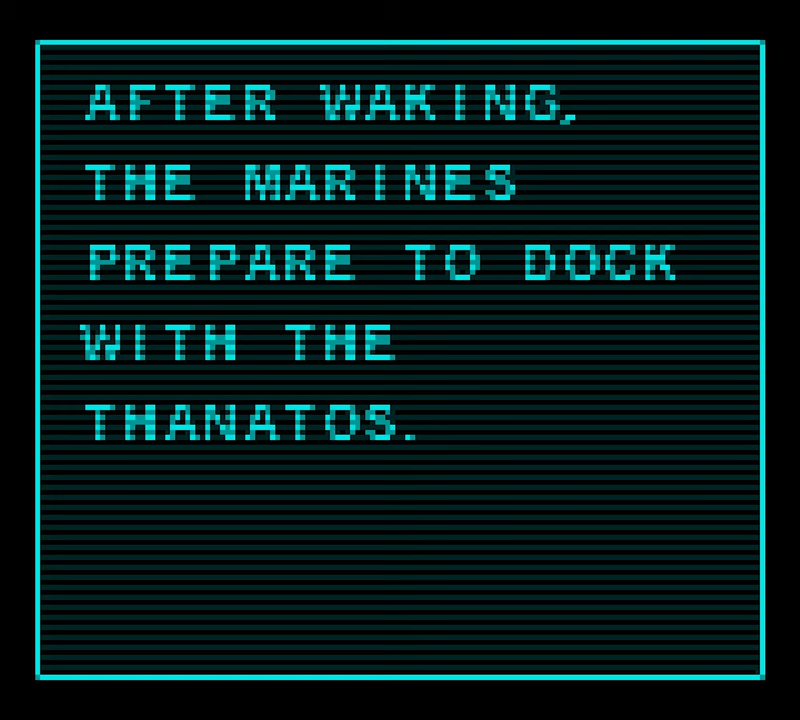 AFTER WAKING,
THE MARINES
PREPARE TO DOCK
WITH THE
THANATOS.